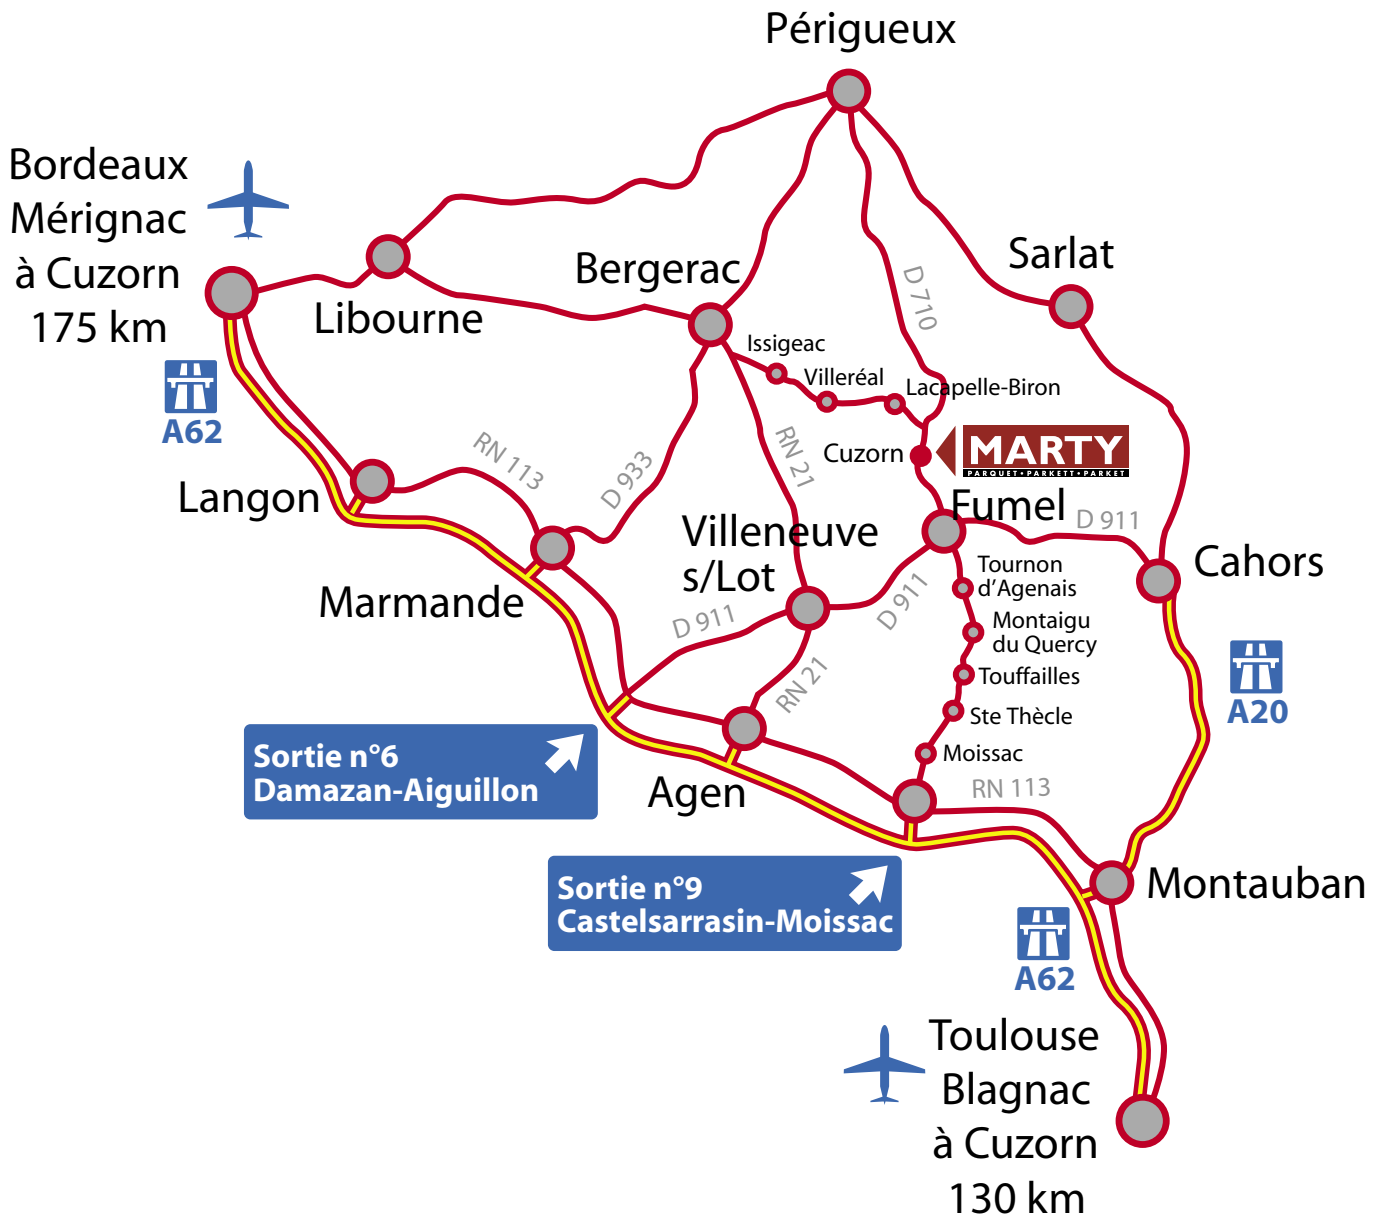 Périgueux
Bordeaux
Mérignac
à Cuzorn
175 km
Sarlat
Bergerac
D 710
Libourne
Issigeac
Villeréal
Lacapelle-Biron
A62
RN 113
D 933
RN 21
Cuzorn
MARTY
PARQUET•PARKETT•PARKET
Langon
Fumel
D 911
Villeneuve
s/Lot
Cahors
Tournon
d'Agenais
Marmande
D 911
D 911
Montaigu
du Quercy
RN 21
Touffailles
A20
Ste Thècle
Sortie n°6
Damazan-Aiguillon
Moissac
Agen
RN 113
Sortie n°9
Castelsarrasin-Moissac
Montauban
A62
Toulouse
Blagnac
à Cuzorn
130 km